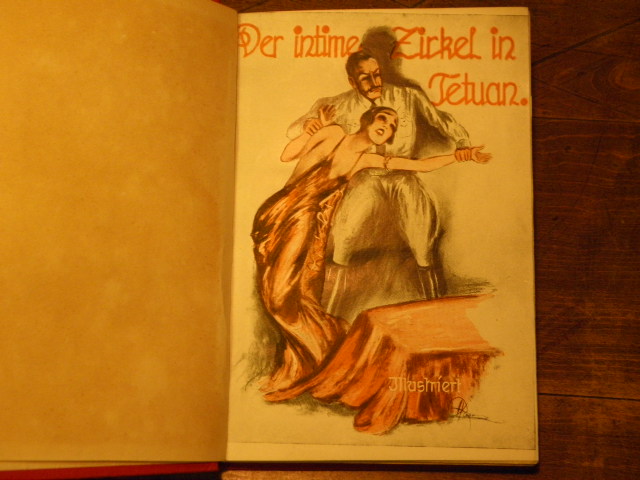 Der intime Zirkel in
Tetuan.
Illustriert